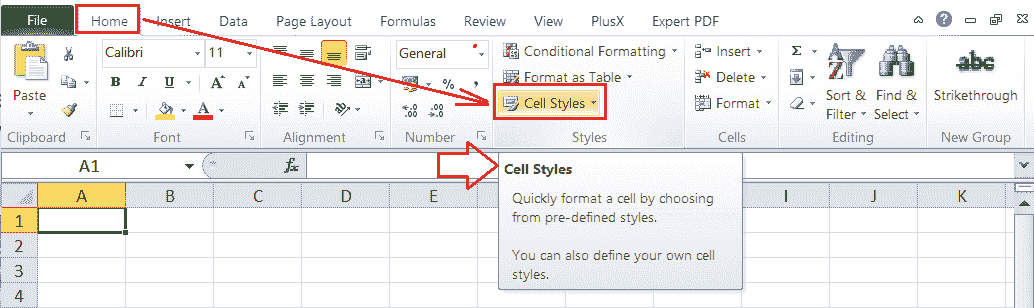 File Home Insert Data Page Layout Formulas Review View PlusX Expert PDF
Calibri 11 General Conditional Formatting Insert Σ
Paste B I U A A % , Format as Table Delete Sort & Filter Find & Select abc Strikethrough
A Cell Styles Format
Clipboard Font Alignment Number Styles Cells Editing New Group
A1 fx
Cell Styles
Quickly format a cell by choosing
from pre-defined styles.
You can also define your own cell
styles.
A B C D E I J K
1
2
3
4